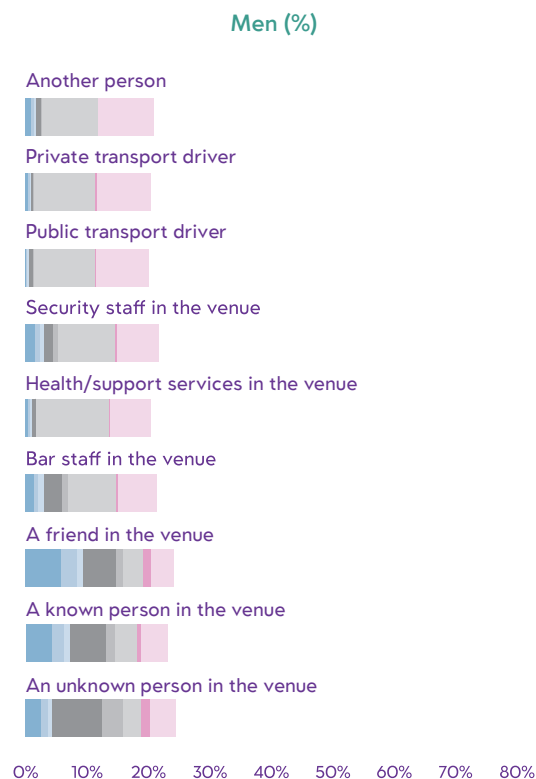 Men (%)
Another person
Private transport driver
Public transport driver
Security staff in the venue
Health/support services in the venue
Bar staff in the venue
A friend in the venue
A known person in the venue
An unknown person in the venue
0% 10% 20% 30% 40% 50% 60% 70% 80%